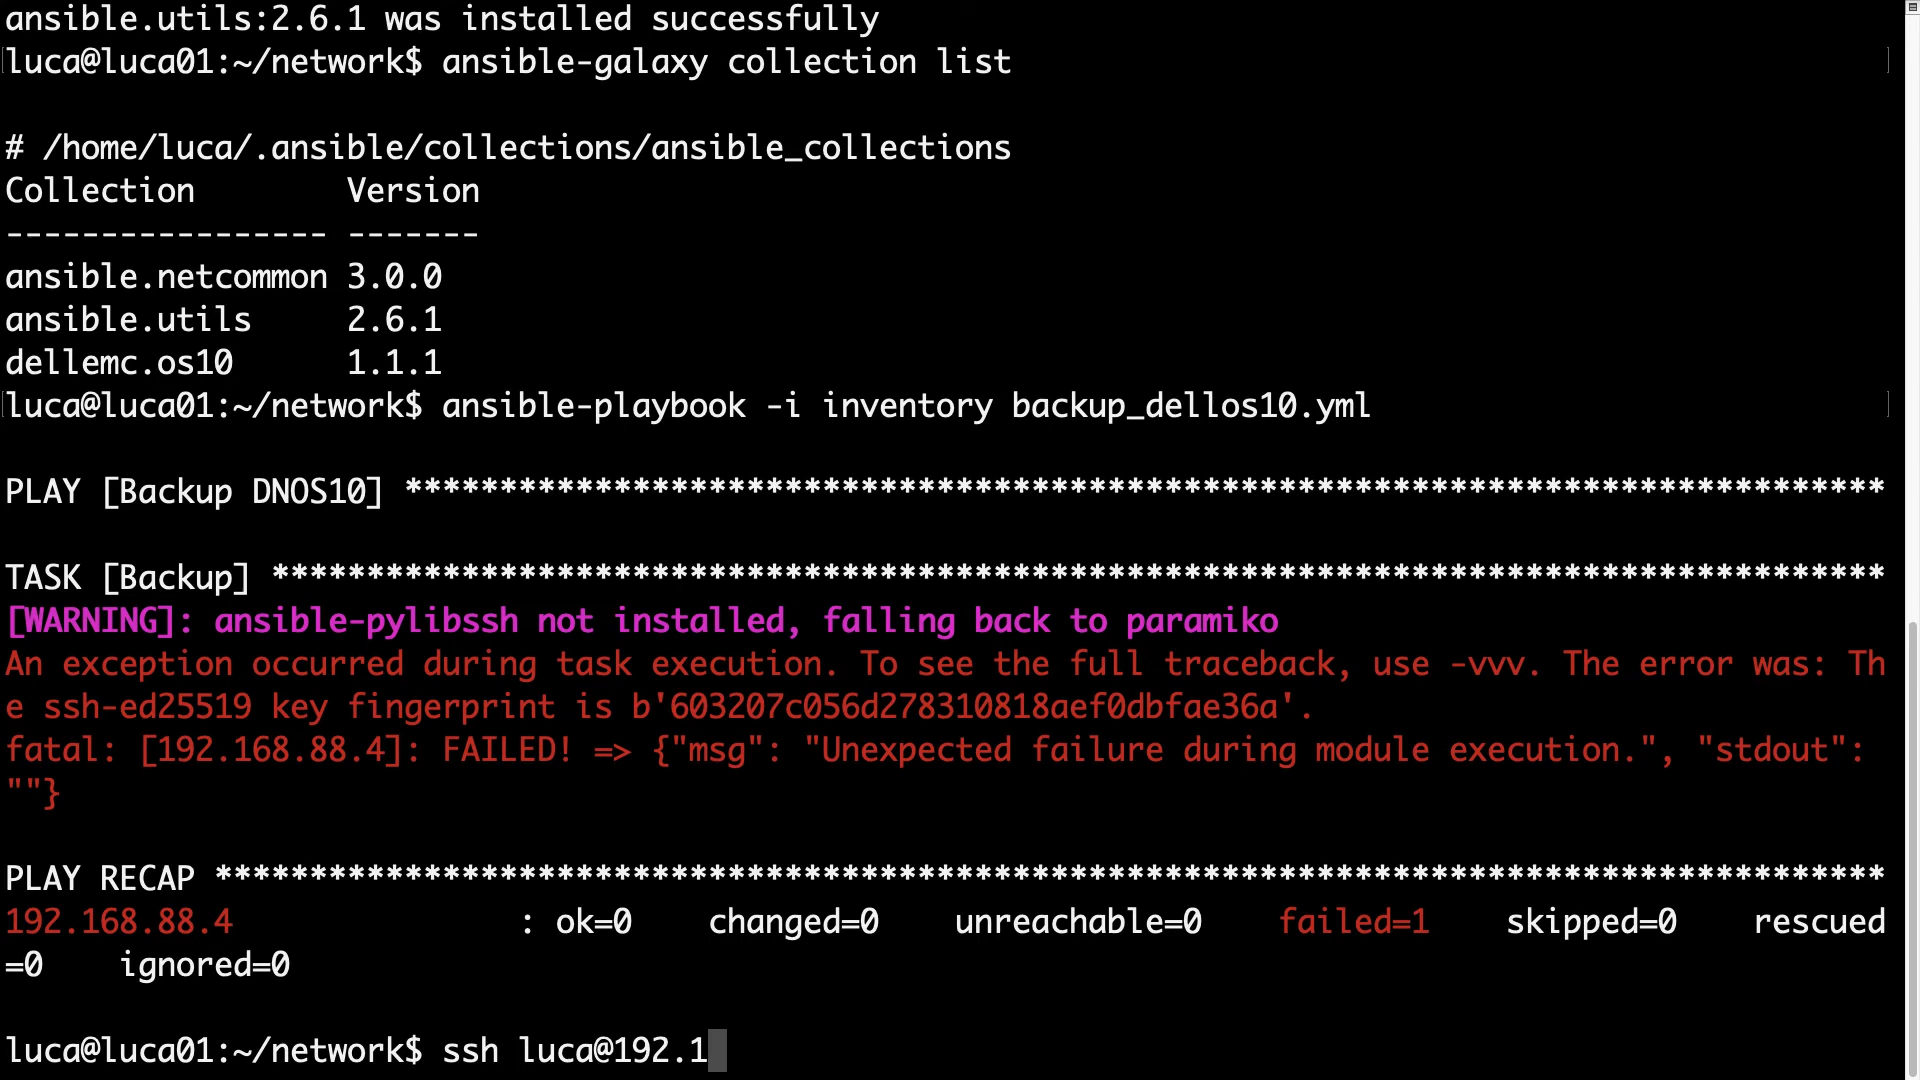 ansible.utils:2.6.1 was installed successfully
luca@luca01:~/network$ ansible-galaxy collection list
# /home/luca/.ansible/collections/ansible_collections
Collection        Version
----------------- -------
ansible.netcommon 3.0.0
ansible.utils     2.6.1
dellemc.os10      1.1.1
luca@luca01:~/network$ ansible-playbook -i inventory backup_dellos10.yml
PLAY [Backup DNOS10] ******************************************************************************
TASK [Backup] *************************************************************************************
[WARNING]: ansible-pylibssh not installed, falling back to paramiko
An exception occurred during task execution. To see the full traceback, use -vvv. The error was: Th
e ssh-ed25519 key fingerprint is b'603207c056d278310818aef0dbfae36a'.
fatal: [192.168.88.4]: FAILED! => {"msg": "Unexpected failure during module execution.", "stdout":
""}
PLAY RECAP ****************************************************************************************
192.168.88.4               : ok=0    changed=0    unreachable=0    failed=1    skipped=0    rescued
=0    ignored=0
luca@luca01:~/network$ ssh luca@192.1